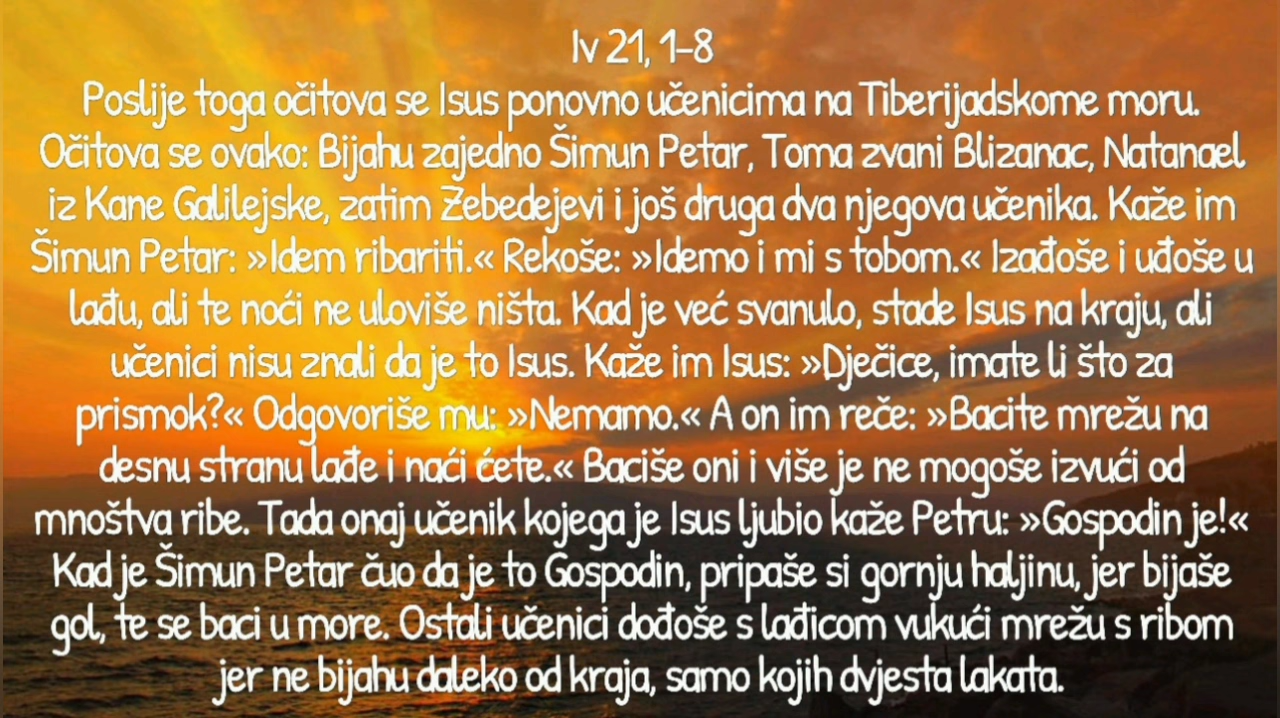 Iv 21, 1-8
Poslije toga očitova se Isus ponovno učenicima na Tiberijadskome moru.
Očitova se ovako: Bijahu zajedno Šimun Petar, Toma zvani Blizanac, Natanael
iz Kane Galilejske, zatim Zebedejevi i još druga dva njegova učenika. Kaže im
Šimun Petar: »Idem ribariti.« Rekoše: »Idemo i mi s tobom.« Izađoše i uđoše u
lađu, ali te noći ne uloviše ništa. Kad je već svanulo, stade Isus na kraju, ali
učenici nisu znali da je to Isus. Kaže im Isus: »Dječice, imate li što za
prismok?« Odgovoriše mu: »Nemamo.« A on im reče: »Bacite mrežu na
desnu stranu lađe i naći ćete.« Baciše oni i više je ne mogoše izvući od
mnoštva ribe. Tada onaj učenik kojega je Isus ljubio kaže Petru: »Gospodin je!«
Kad je Šimun Petar čuo da je to Gospodin, pripaše si gornju haljinu, jer bijaše
gol, te se baci u more. Ostali učenici dođoše s lađicom vukući mrežu s ribom
jer ne bijahu daleko od kraja, samo kojih dvjesta lakata.